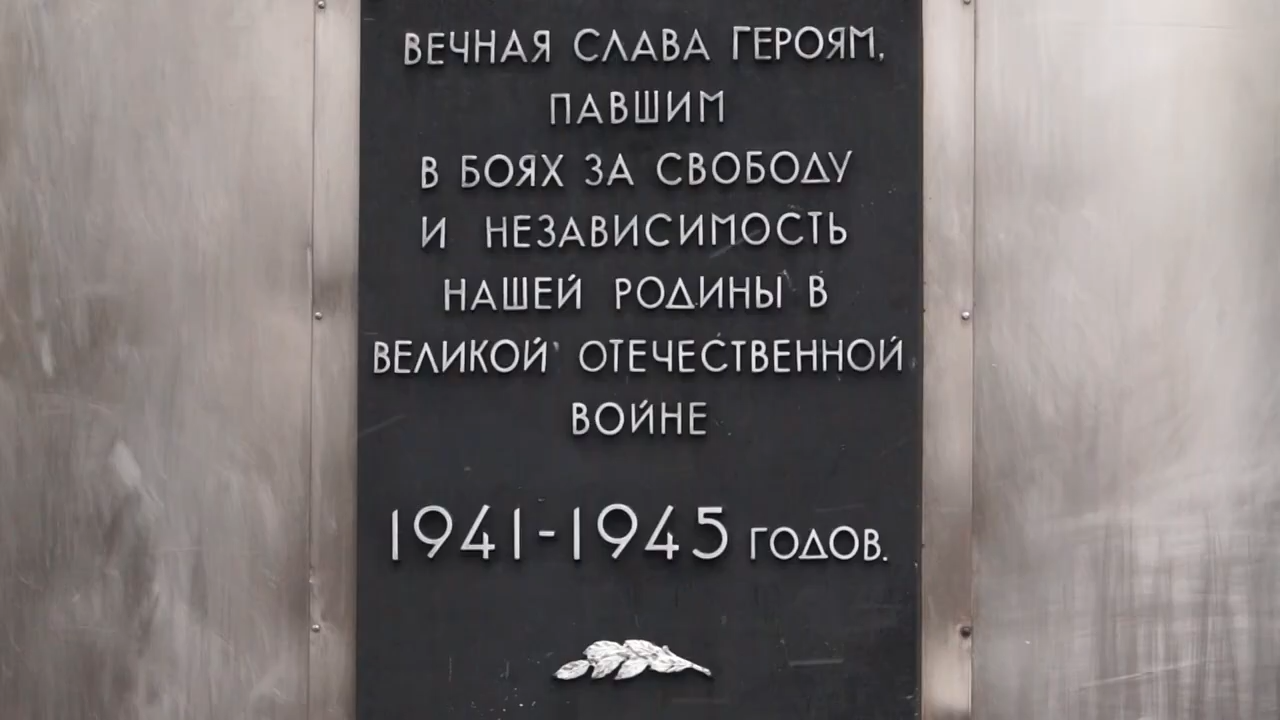 ВЕЧНАЯ СЛАВА ГЕРОЯМ,
ПАВШИМ
В БОЯХ ЗА СВОБОДУ
И НЕЗАВИСИМОСТЬ
НАШЕЙ РОДИНЫ В
ВЕЛИКОЙ ОТЕЧЕСТВЕННОЙ
ВОЙНЕ
1941-1945 ГОДОВ.